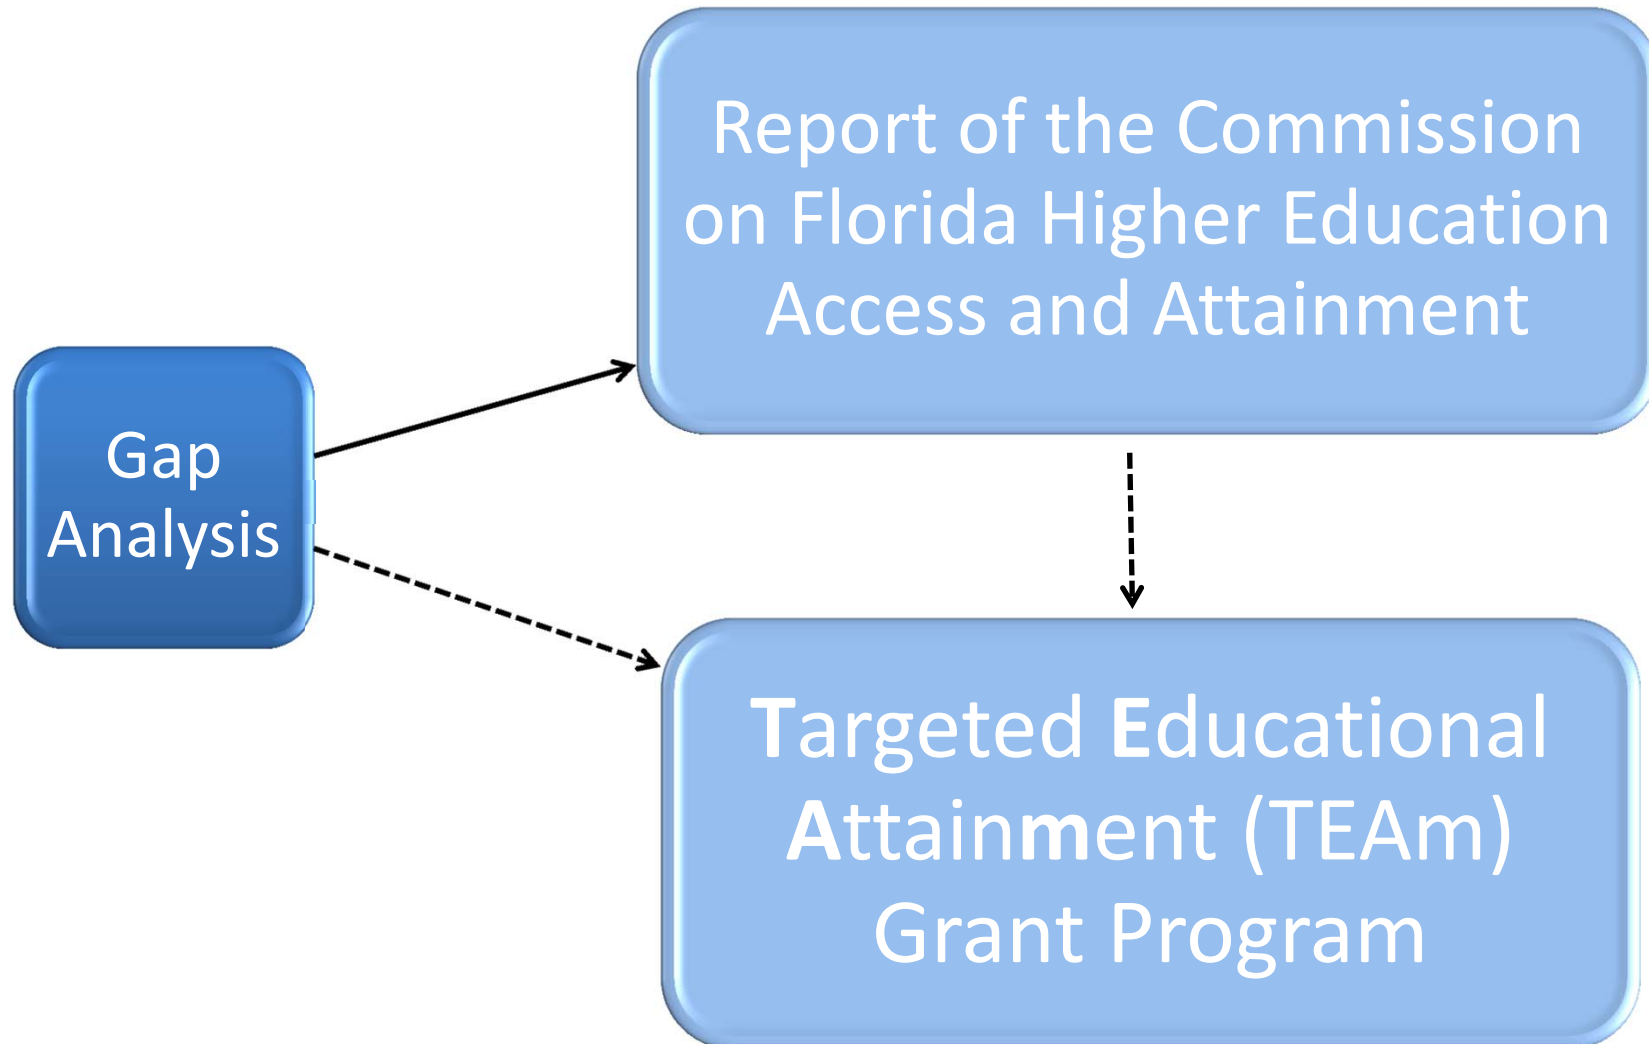 Report of the Commission
on Florida Higher Education
Access and Attainment
Gap
Analysis
Targeted Educational
Attainment (TEAm)
Grant Program